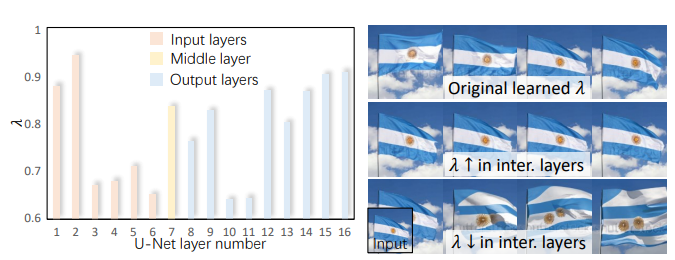 1
0.9
0.8
0.7
0.6
λ
Input layers
Middle layer
Output layers
1 2 3 4 5 6 7 8 9 10 11 12 13 14 15 16
U-Net layer number
Original learned λ
λ ↑ in inter. layers
Input
λ ↓ in inter. layers